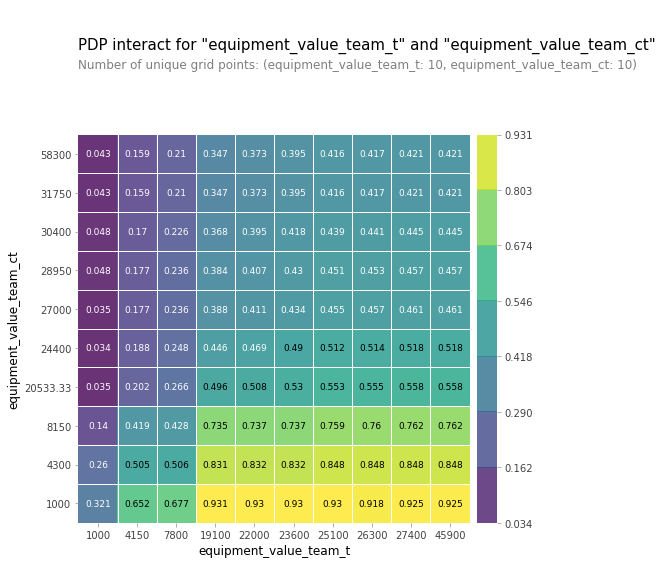 PDP interact for "equipment_value_team_t" and "equipment_value_team_ct"
Number of unique grid points: (equipment_value_team_t: 10, equipment_value_team_ct: 10)
equipment_value_team_ct
58300 0.043 0.159 0.21 0.347 0.373 0.395 0.416 0.417 0.421 0.421
31750 0.043 0.159 0.21 0.347 0.373 0.395 0.416 0.417 0.421 0.421
30400 0.048 0.17 0.226 0.368 0.395 0.418 0.439 0.441 0.445 0.445
28950 0.048 0.177 0.236 0.384 0.407 0.43 0.451 0.453 0.457 0.457
27000 0.035 0.177 0.236 0.388 0.411 0.434 0.455 0.457 0.461 0.461
24400 0.034 0.188 0.248 0.446 0.469 0.49 0.512 0.514 0.518 0.518
20533.33 0.035 0.202 0.266 0.496 0.508 0.53 0.553 0.555 0.558 0.558
8150 0.14 0.419 0.428 0.735 0.737 0.737 0.759 0.76 0.762 0.762
4300 0.26 0.505 0.506 0.831 0.832 0.832 0.848 0.848 0.848 0.848
1000 0.321 0.652 0.677 0.931 0.93 0.93 0.93 0.918 0.925 0.925
1000 4150 7800 19100 22000 23600 25100 26300 27400 45900
equipment_value_team_t
0.931
0.803
0.674
0.546
0.418
0.290
0.162
0.034